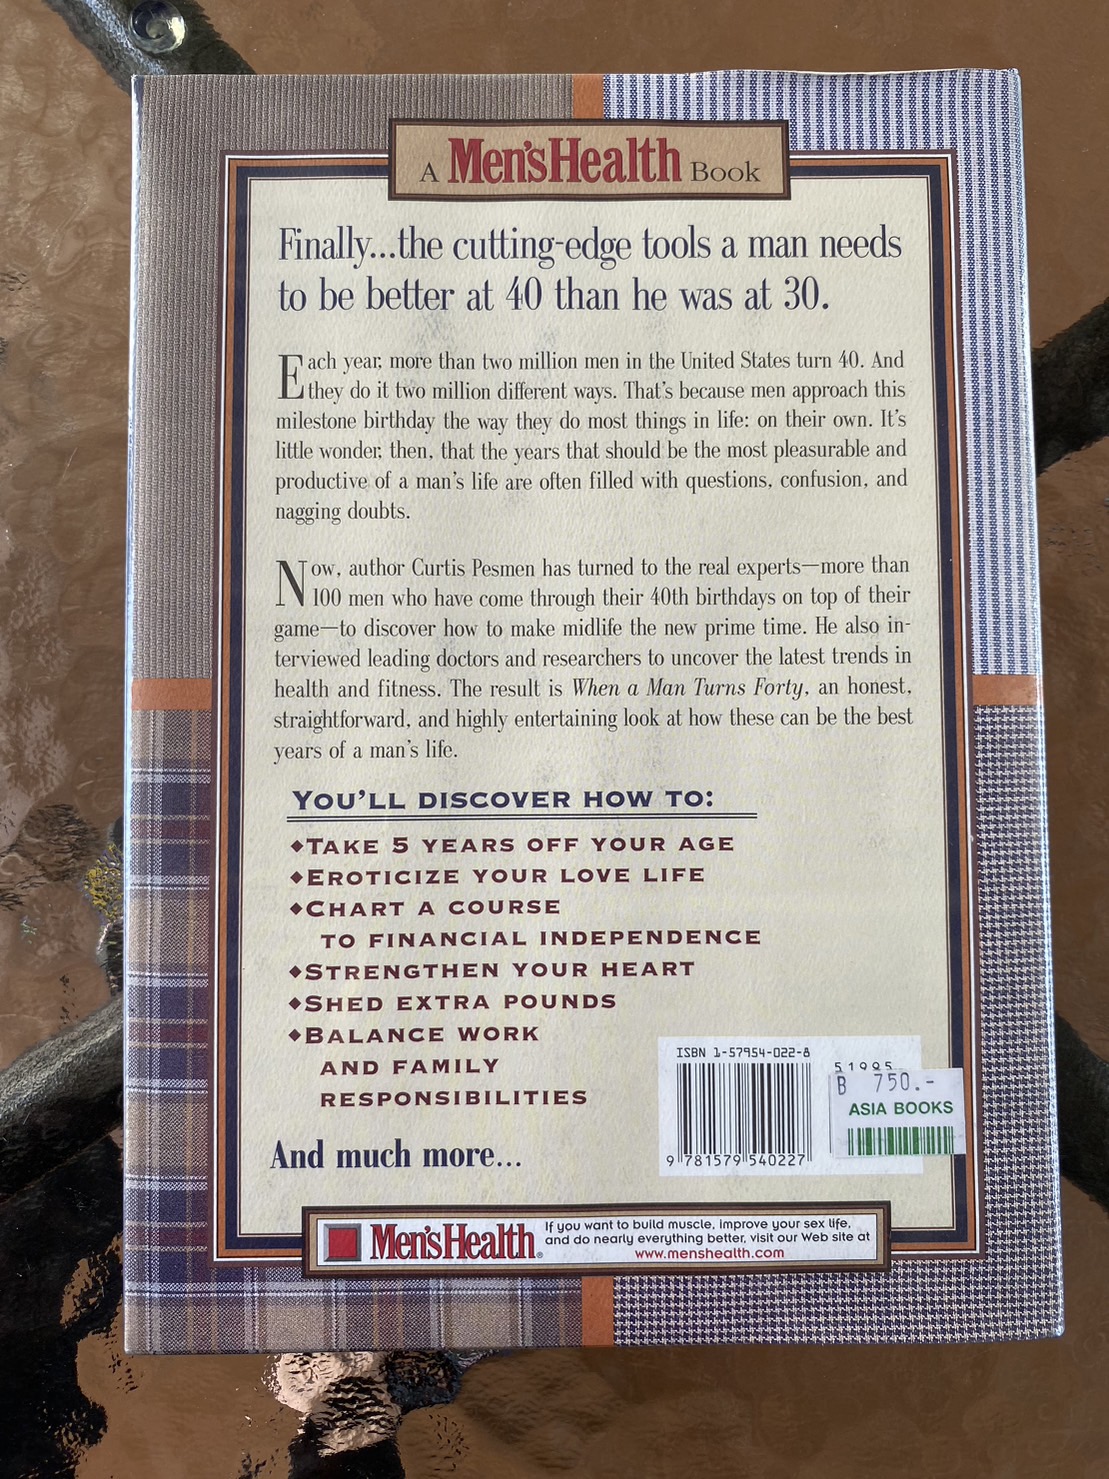 A Men'sHealth Book
Finally...the cutting-edge tools a man needs
to be better at 40 than he was at 30.
Each year, more than two million men in the United States turn 40. And
they do it two million different ways. That's because men approach this
milestone birthday the way they do most things in life: on their own. It's
little wonder, then, that the years that should be the most pleasurable and
productive of a man's life are often filled with questions, confusion, and
nagging doubts.
Now, author Curtis Pesmen has turned to the real experts—more than
100 men who have come through their 40th birthdays on top of their
game—to discover how to make midlife the new prime time. He also in-
terviewed leading doctors and researchers to uncover the latest trends in
health and fitness. The result is When a Man Turns Forty, an honest,
straightforward, and highly entertaining look at how these can be the best
years of a man's life.
YOU'LL DISCOVER HOW TO:
◆TAKE 5 YEARS OFF YOUR AGE
◆EROTICIZE YOUR LOVE LIFE
◆CHART A COURSE
TO FINANCIAL INDEPENDENCE
◆STRENGTHEN YOUR HEART
◆SHED EXTRA POUNDS
◆BALANCE WORK
AND FAMILY
RESPONSIBILITIES
And much more...
ISBN 1-57954-022-8
51995
B 750.-
ASIA BOOKS
9 781579 540227
Men'sHealth®
If you want to build muscle, improve your sex life,
and do nearly everything better, visit our Web site at
www.menshealth.com